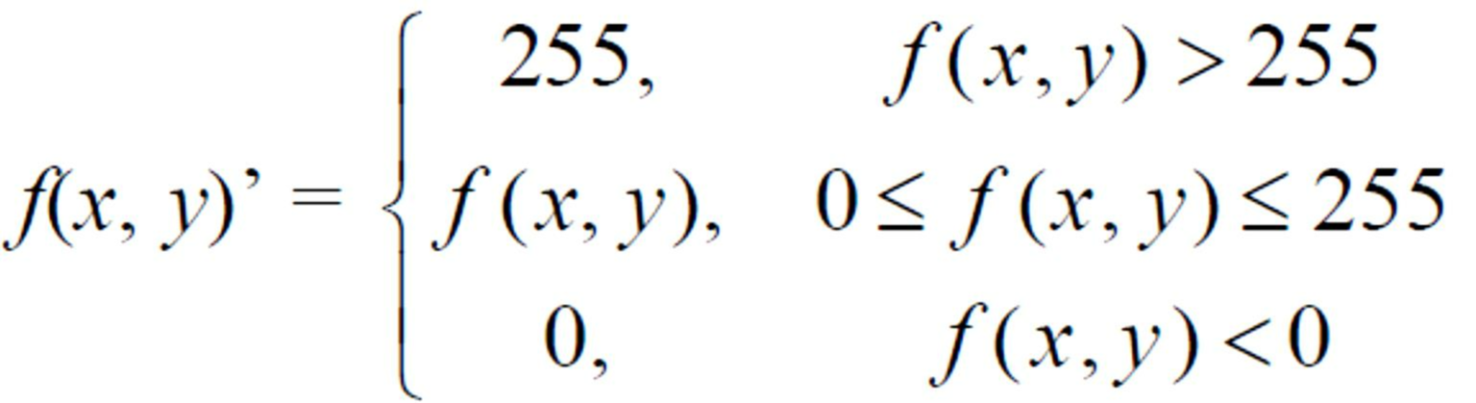 255, f(x, y) > 255
f(x, y)’ = { f(x, y), 0 ≤ f(x, y) ≤ 255
0, f(x, y) < 0